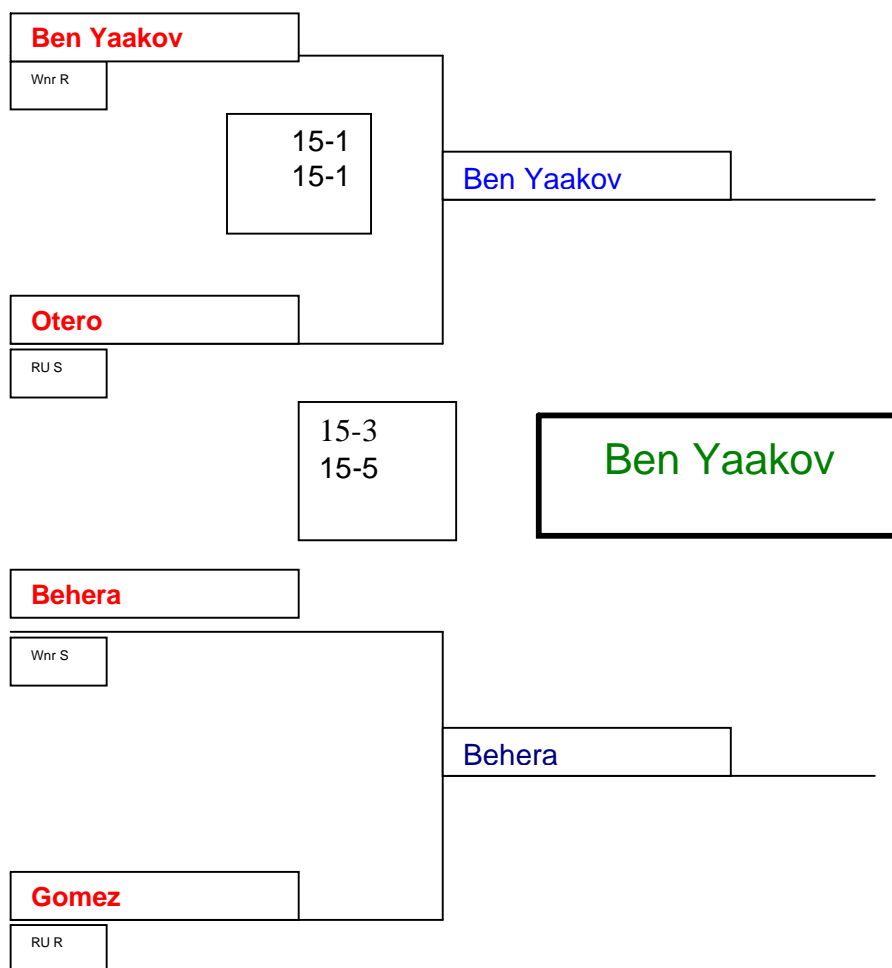 Ben Yaakov
Wnr R
15-1
15-1
Ben Yaakov
Otero
RU S
15-3
15-5
Ben Yaakov
Behera
Wnr S
Behera
Gomez
RU R